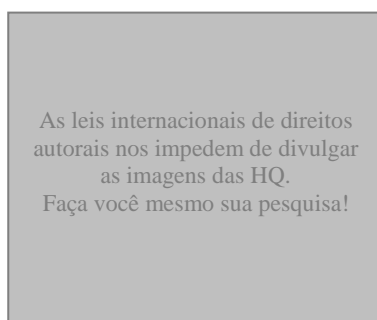 As leis internacionais de direitos
autorais nos impedem de divulgar
as imagens das HQ.
Faça você mesmo sua pesquisa!